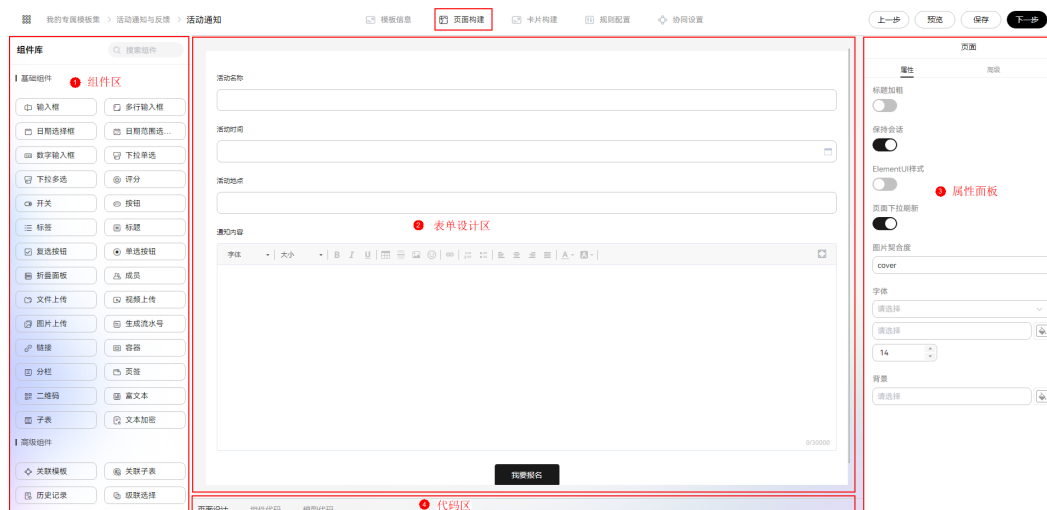 我的专属模板集 > 活动通知与反馈 > 活动通知
模板信息
页面构建
卡片构建
规则配置
协同设置
上一步
预览
保存
下一步
组件库
搜索组件
基础组件
1 组件区
输入框
多行输入框
日期选择框
日期范围选...
数字输入框
下拉单选
下拉多选
评分
开关
按钮
标签
标题
复选按钮
单选按钮
折叠面板
成员
文件上传
视频上传
图片上传
生成流水号
链接
容器
分栏
页签
二维码
富文本
子表
文本加密
高级组件
关联模板
关联子表
历史记录
级联选择
活动名称
活动时间
活动地点
2 表单设计区
通知内容
字体
大小
B I U
A
A
0/30000
我要报名
页面设计
组件代码
模型代码
4 代码区
页面
属性
高级
标题加粗
保持会话
ElementUI样式
3 属性面板
页面下拉刷新
图片契合度
cover
字体
请选择
请选择
14
背景
请选择